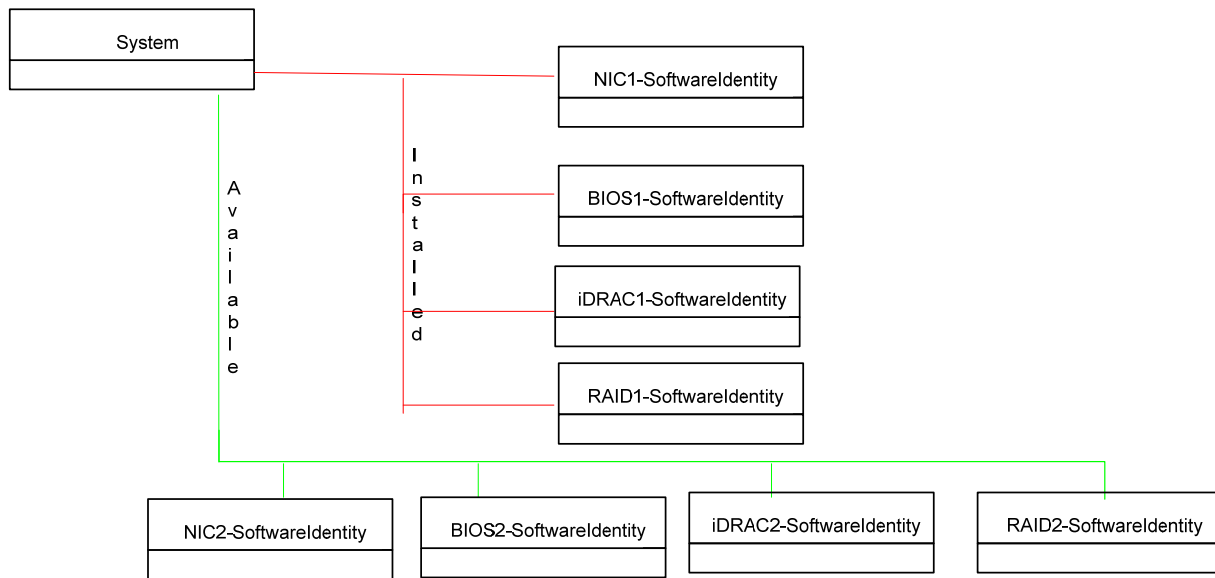 System
NIC1-SoftwareIdentity
Installed
BIOS1-SoftwareIdentity
Available
iDRAC1-SoftwareIdentity
RAID1-SoftwareIdentity
NIC2-SoftwareIdentity
BIOS2-SoftwareIdentity
iDRAC2-SoftwareIdentity
RAID2-SoftwareIdentity